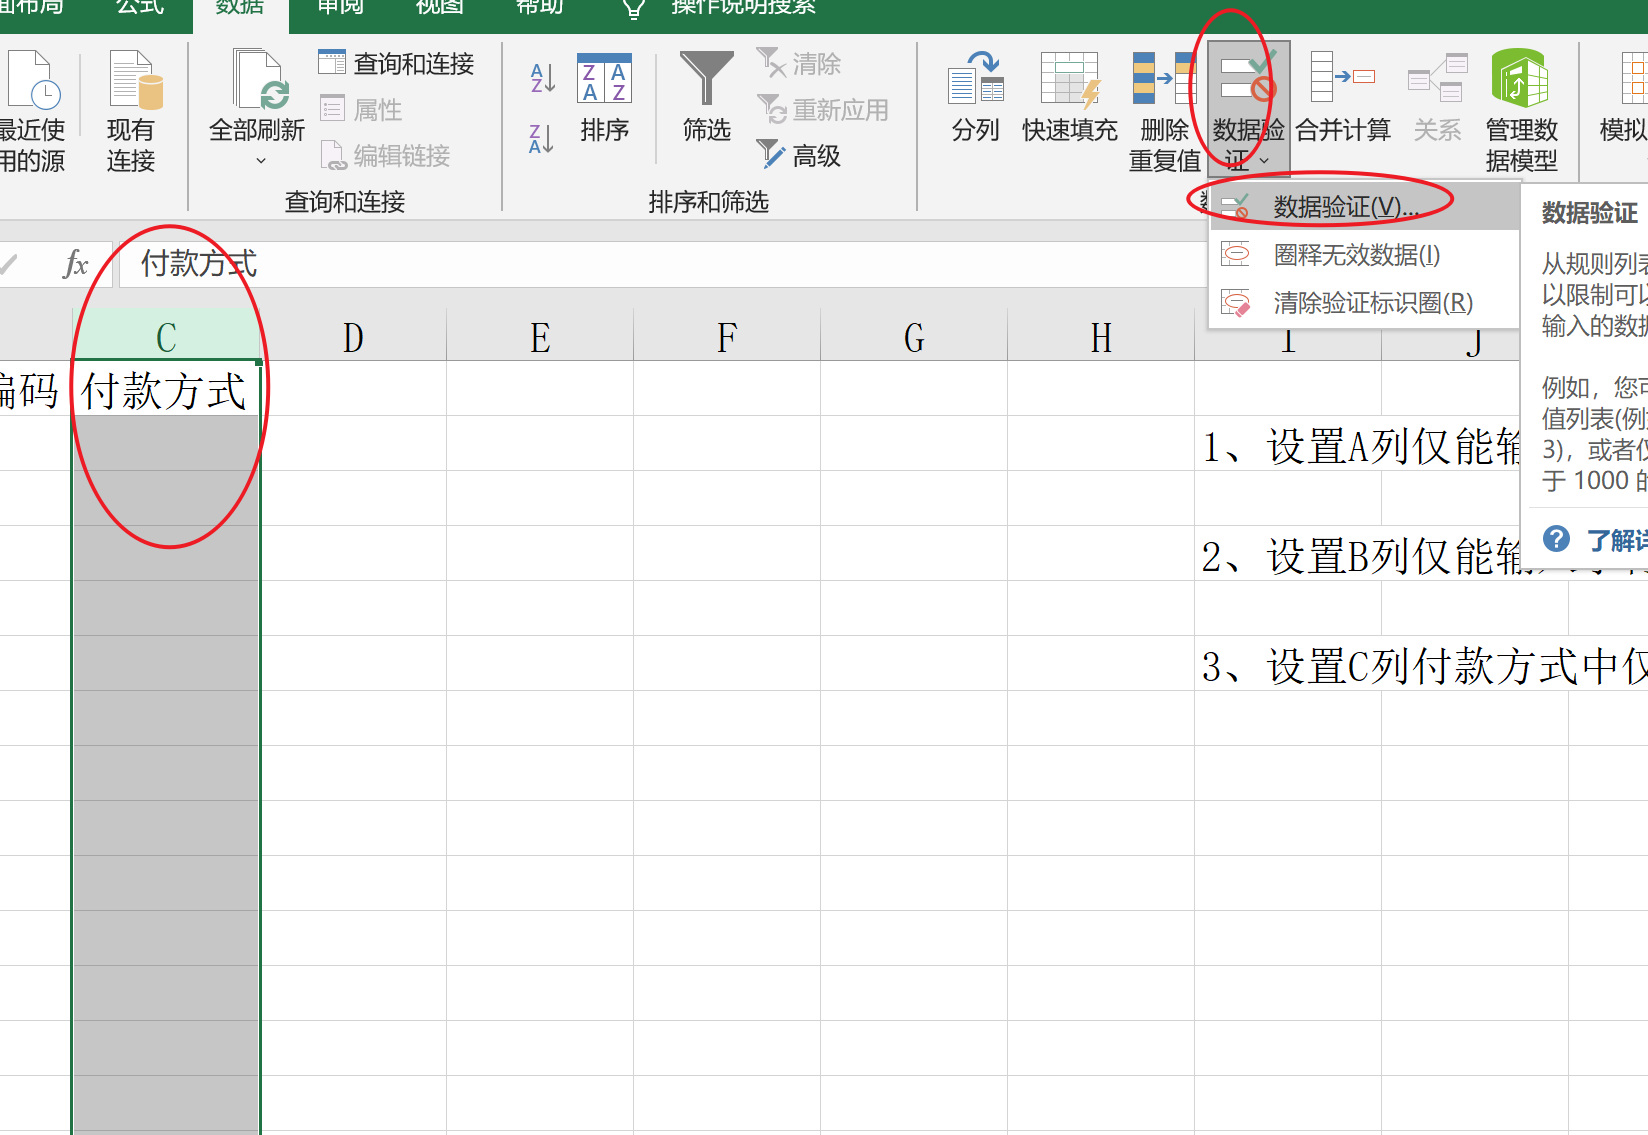 面布局 公式 数据 审阅 视图 帮助 操作说明搜索
最近使用的源
现有连接
全部刷新
查询和连接
属性
编辑链接
查询和连接
排序
筛选
清除
重新应用
高级
排序和筛选
分列
快速填充
删除重复值
数据验证
合并计算
关系
管理数据模型
模拟
数据验证(V)...
圈释无效数据(I)
清除验证标识圈(R)
数据验证
从规则列表
以限制可以
输入的数据
例如，您可
值列表(例如
3)，或者仅
于 1000 的
了解详
fx 付款方式
C D E F G H I J
编码 付款方式
1、设置A列仅能输
2、设置B列仅能输
3、设置C列付款方式中仅